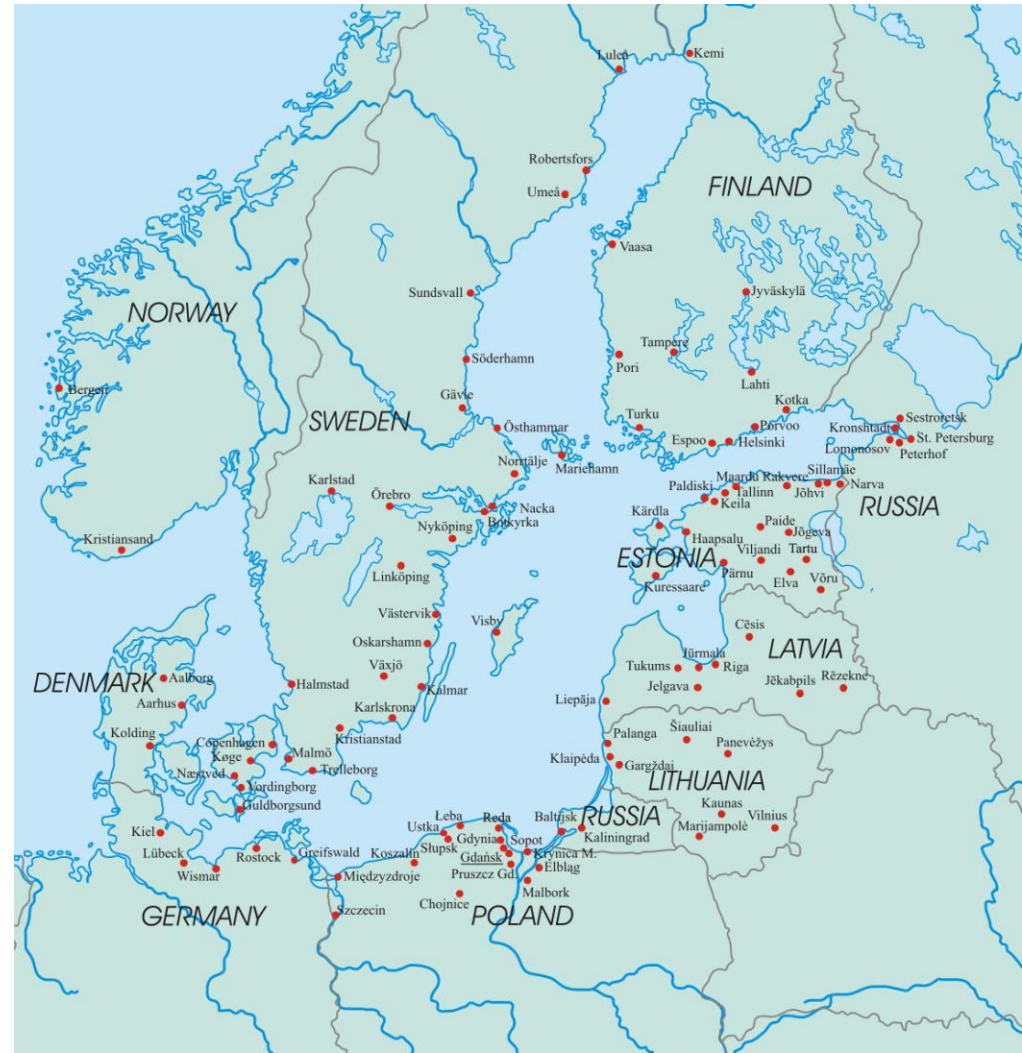 Luleå
Kemi
Robertsfors
Umeå
FINLAND
Vaasa
Sundsvall
Jyväskylä
NORWAY
Söderhamn
Tampere
Pori
Lahti
Bergen
Gävle
Kotka
SWEDEN
Östhammar
Turku
Porvoo
Sestroretsk
Kronshtadt
Espoo
Helsinki
St. Petersburg
Lomonosov
Peterhof
Mariehamn
Norrtälje
Karlstad
Örebro
Nacka
Botkyrka
Maardu
Rakvere
Sillamäe
Paldiski
Tallinn
Jõhvi
Narva
Keila
RUSSIA
Kärdla
Nyköping
Haapsalu
Paide
Jõgeva
Kristiansand
ESTONIA
Viljandi
Tartu
Linköping
Pärnu
Kuressaare
Elva
Võru
Västervik
Visby
Cēsis
Oskarshamn
LATVIA
Växjö
Jūrmala
Tukums
Rīga
Rēzekne
DENMARK
Aalborg
Halmstad
Kalmar
Jelgava
Jēkabpils
Aarhus
Liepāja
Karlskrona
Kolding
Copenhagen
Kristianstad
Šiauliai
Palanga
Panevėžys
Køge
Malmö
Klaipėda
Gargždai
Næstved
Trelleborg
LITHUANIA
Vordingborg
Guldborgsund
Kaunas
RUSSIA
Łeba
Reda
Baltijsk
Vilnius
Kiel
Ustka
Kaliningrad
Marijampolė
Gdynia
Sopot
Słupsk
Rostock
Greifswald
Koszalin
Gdańsk
Krynica M.
Lübeck
Wismar
Pruszcz Gd.
Elbląg
Międzyzdroje
Malbork
Chojnice
GERMANY
Szczecin
POLAND